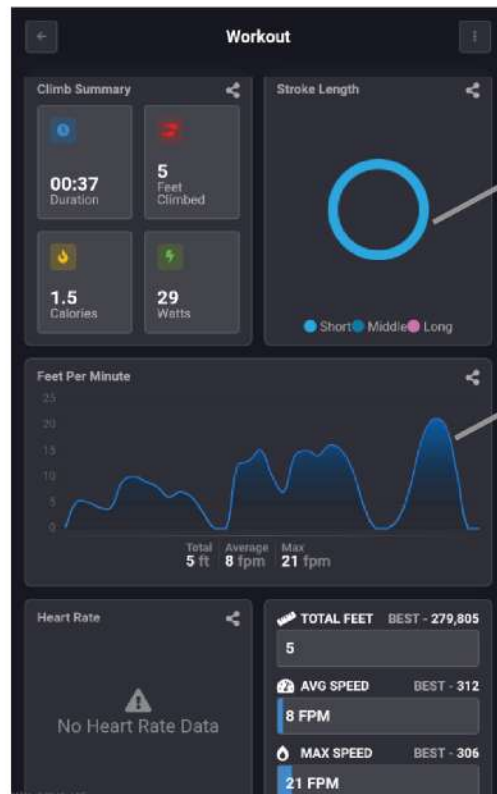 Workout
Climb Summary
00:37
Duration
5
Feet
Climbed
1.5
Calories
29
Watts
Stroke Length
Short Middle Long
Feet Per Minute
25
20
15
10
5
0
Total Average Max
5 ft 8 fpm 21 fpm
Heart Rate
No Heart Rate Data
TOTAL FEET BEST - 279,805
5
AVG SPEED BEST - 312
8 FPM
MAX SPEED BEST - 306
21 FPM